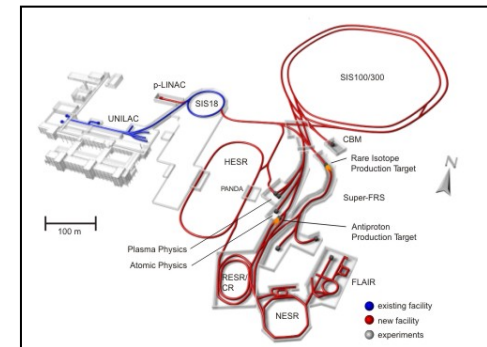 SIS100/300
p-LINAC
SIS18
UNILAC
CBM
HESR
Rare Isotope
Production Target
N
PANDA
Super-FRS
100 m
Plasma Physics
Antiproton
Production Target
Atomic Physics
RESR/
CR
FLAIR
NESR
existing facility
new facility
experiments